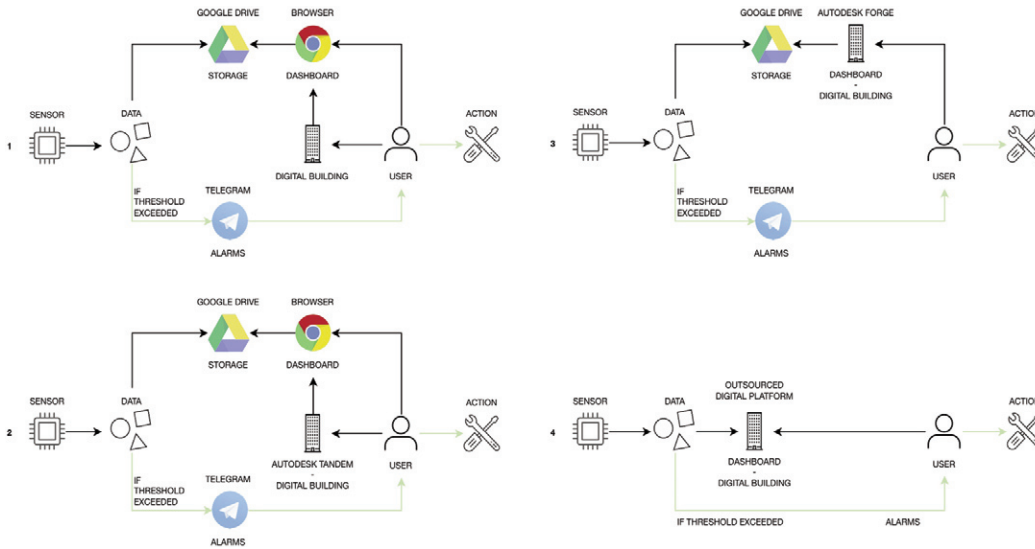 GOOGLE DRIVE
BROWSER
STORAGE
DASHBOARD
SENSOR
DATA
ACTION
1
DIGITAL BUILDING
USER
IF
THRESHOLD
EXCEEDED
TELEGRAM
ALARMS
GOOGLE DRIVE
AUTODESK FORGE
STORAGE
DASHBOARD
-
DIGITAL BUILDING
SENSOR
DATA
ACTION
3
USER
IF
THRESHOLD
EXCEEDED
TELEGRAM
ALARMS
GOOGLE DRIVE
BROWSER
STORAGE
DASHBOARD
SENSOR
DATA
ACTION
2
AUTODESK TANDEM
-
DIGITAL BUILDING
USER
IF
THRESHOLD
EXCEEDED
TELEGRAM
ALARMS
OUTSOURCED
DIGITAL PLATFORM
SENSOR
DATA
ACTION
4
DASHBOARD
-
DIGITAL BUILDING
USER
IF THRESHOLD EXCEEDED
ALARMS